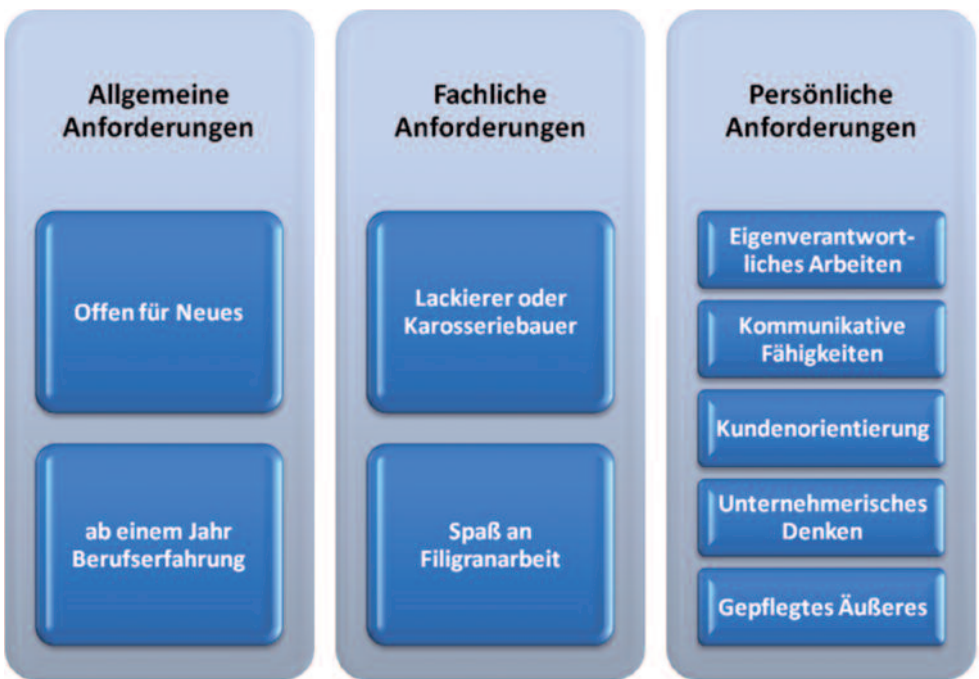 Allgemeine
Anforderungen
Offen für Neues
ab einem Jahr
Berufserfahrung
Fachliche
Anforderungen
Lackierer oder
Karosseriebauer
Spaß an
Filigranarbeit
Persönliche
Anforderungen
Eigenverantwort-
liches Arbeiten
Kommunikative
Fähigkeiten
Kundenorientierung
Unternehmerisches
Denken
Gepflegtes Äußeres